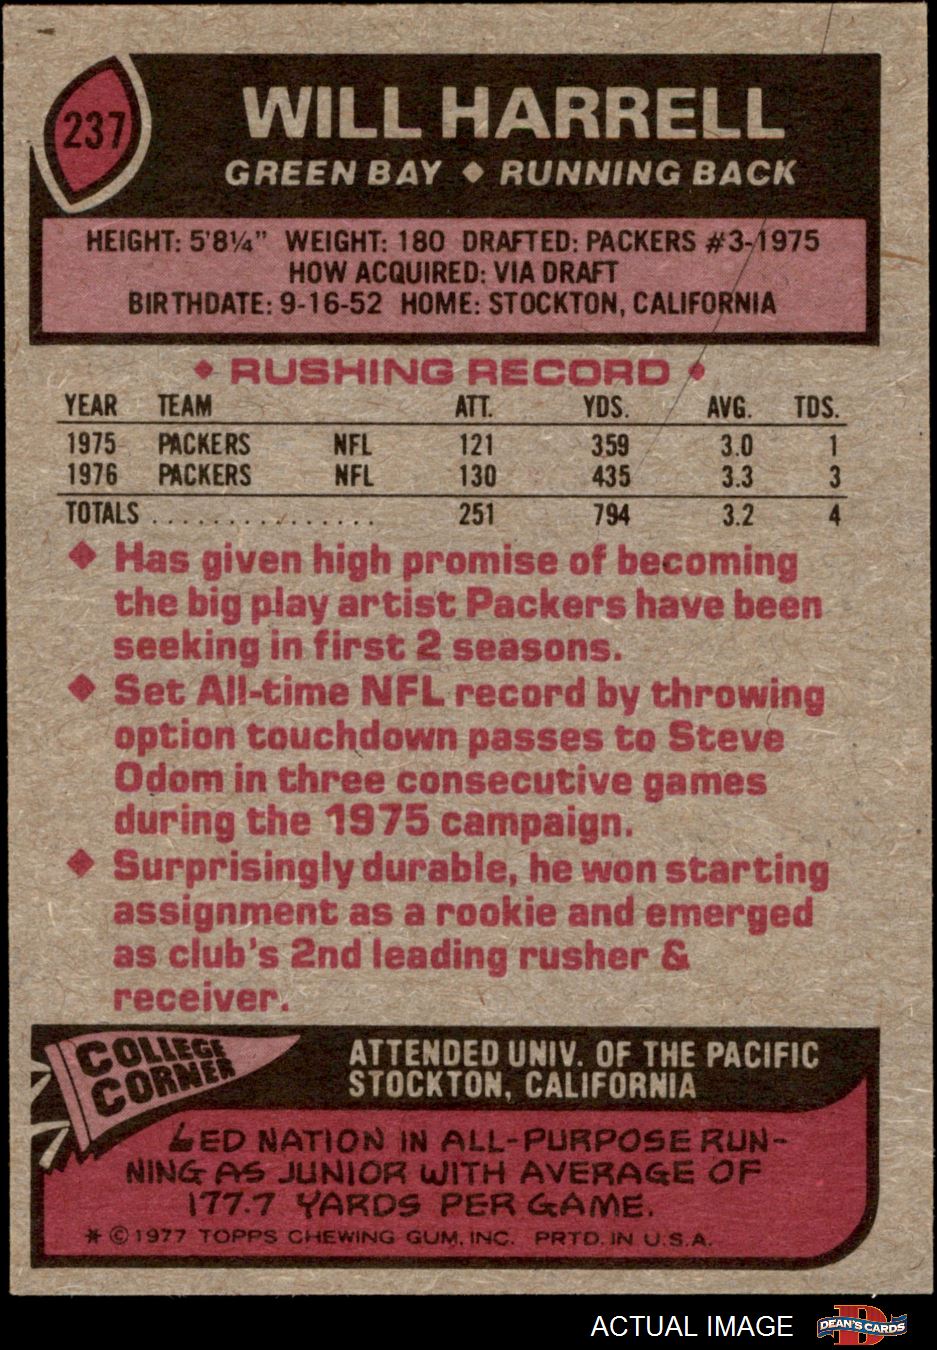 237
WILL HARRELL
GREEN BAY ◆ RUNNING BACK
HEIGHT: 5'8¼" WEIGHT: 180 DRAFTED: PACKERS #3-1975
HOW ACQUIRED: VIA DRAFT
BIRTHDATE: 9-16-52 HOME: STOCKTON, CALIFORNIA
◆ RUSHING RECORD ◆
YEAR TEAM ATT. YDS. AVG. TDS.
1975 PACKERS NFL 121 359 3.0 1
1976 PACKERS NFL 130 435 3.3 3
TOTALS ............... 251 794 3.2 4
◆ Has given high promise of becoming
the big play artist Packers have been
seeking in first 2 seasons.
◆ Set All-time NFL record by throwing
option touchdown passes to Steve
Odom in three consecutive games
during the 1975 campaign.
◆ Surprisingly durable, he won starting
assignment as a rookie and emerged
as club's 2nd leading rusher &
receiver.
COLLEGE
CORNER
ATTENDED UNIV. OF THE PACIFIC
STOCKTON, CALIFORNIA
LED NATION IN ALL-PURPOSE RUN-
NING AS JUNIOR WITH AVERAGE OF
177.7 YARDS PER GAME.
* © 1977 TOPPS CHEWING GUM, INC. PRTD. IN U.S.A.
ACTUAL IMAGE
D
DEAN'S CARDS